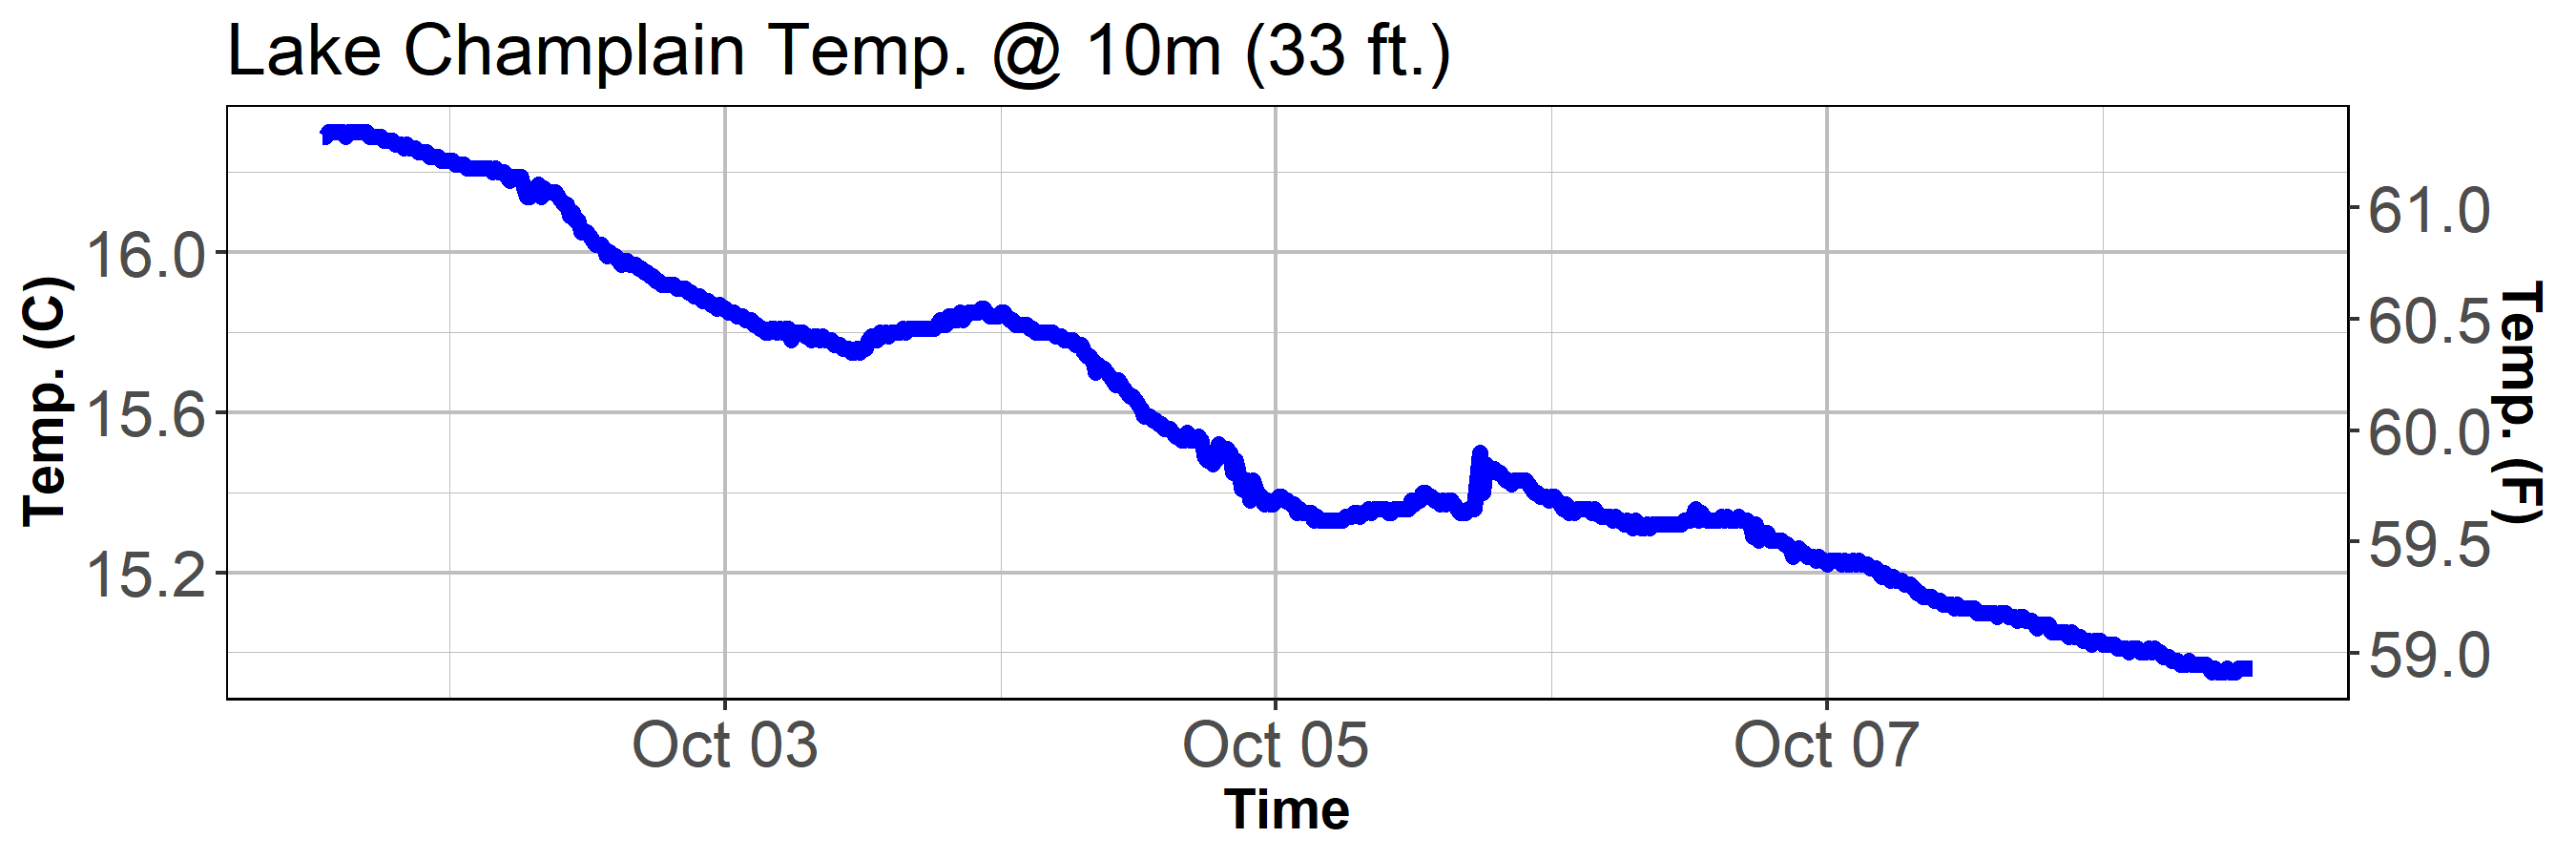 Lake Champlain Temp. @ 10m (33 ft.)
Temp. (C)
16.0
15.6
15.2
61.0
60.5
60.0
59.5
59.0
Temp. (F)
Oct 03 Oct 05 Oct 07
Time